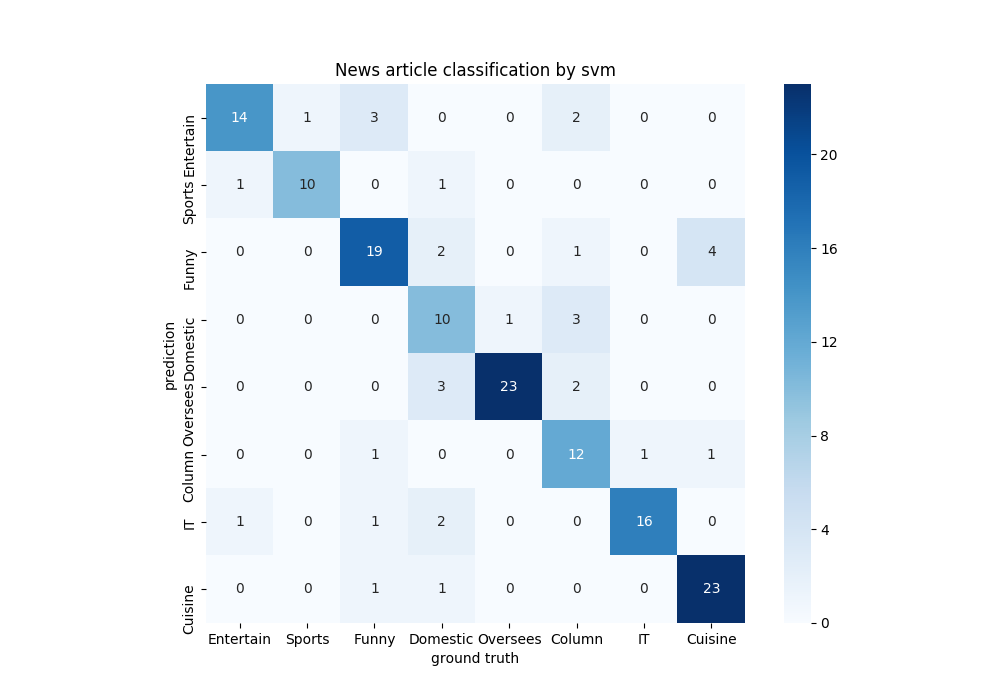 News article classification by svm
prediction
Entertain
14 1 3 0 0 2 0 0
Sports
1 10 0 1 0 0 0 0
Funny
0 0 19 2 0 1 0 4
Domestic
0 0 0 10 1 3 0 0
Oversees
0 0 0 3 23 2 0 0
Column
0 0 1 0 0 12 1 1
IT
1 0 1 2 0 0 16 0
Cuisine
0 0 1 1 0 0 0 23
Entertain Sports Funny Domestic Oversees Column IT Cuisine
ground truth
20
16
12
8
4
0